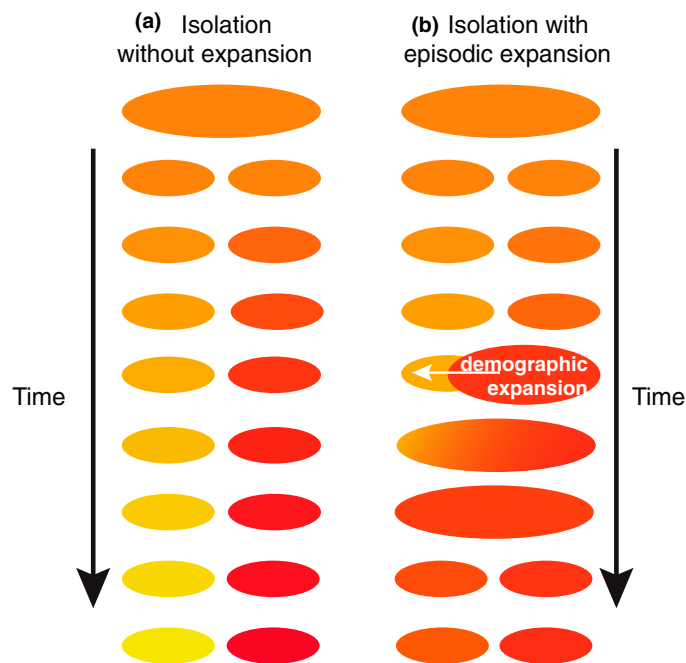 (a) Isolation
without expansion
(b) Isolation with
episodic expansion
demographic
expansion
Time
Time